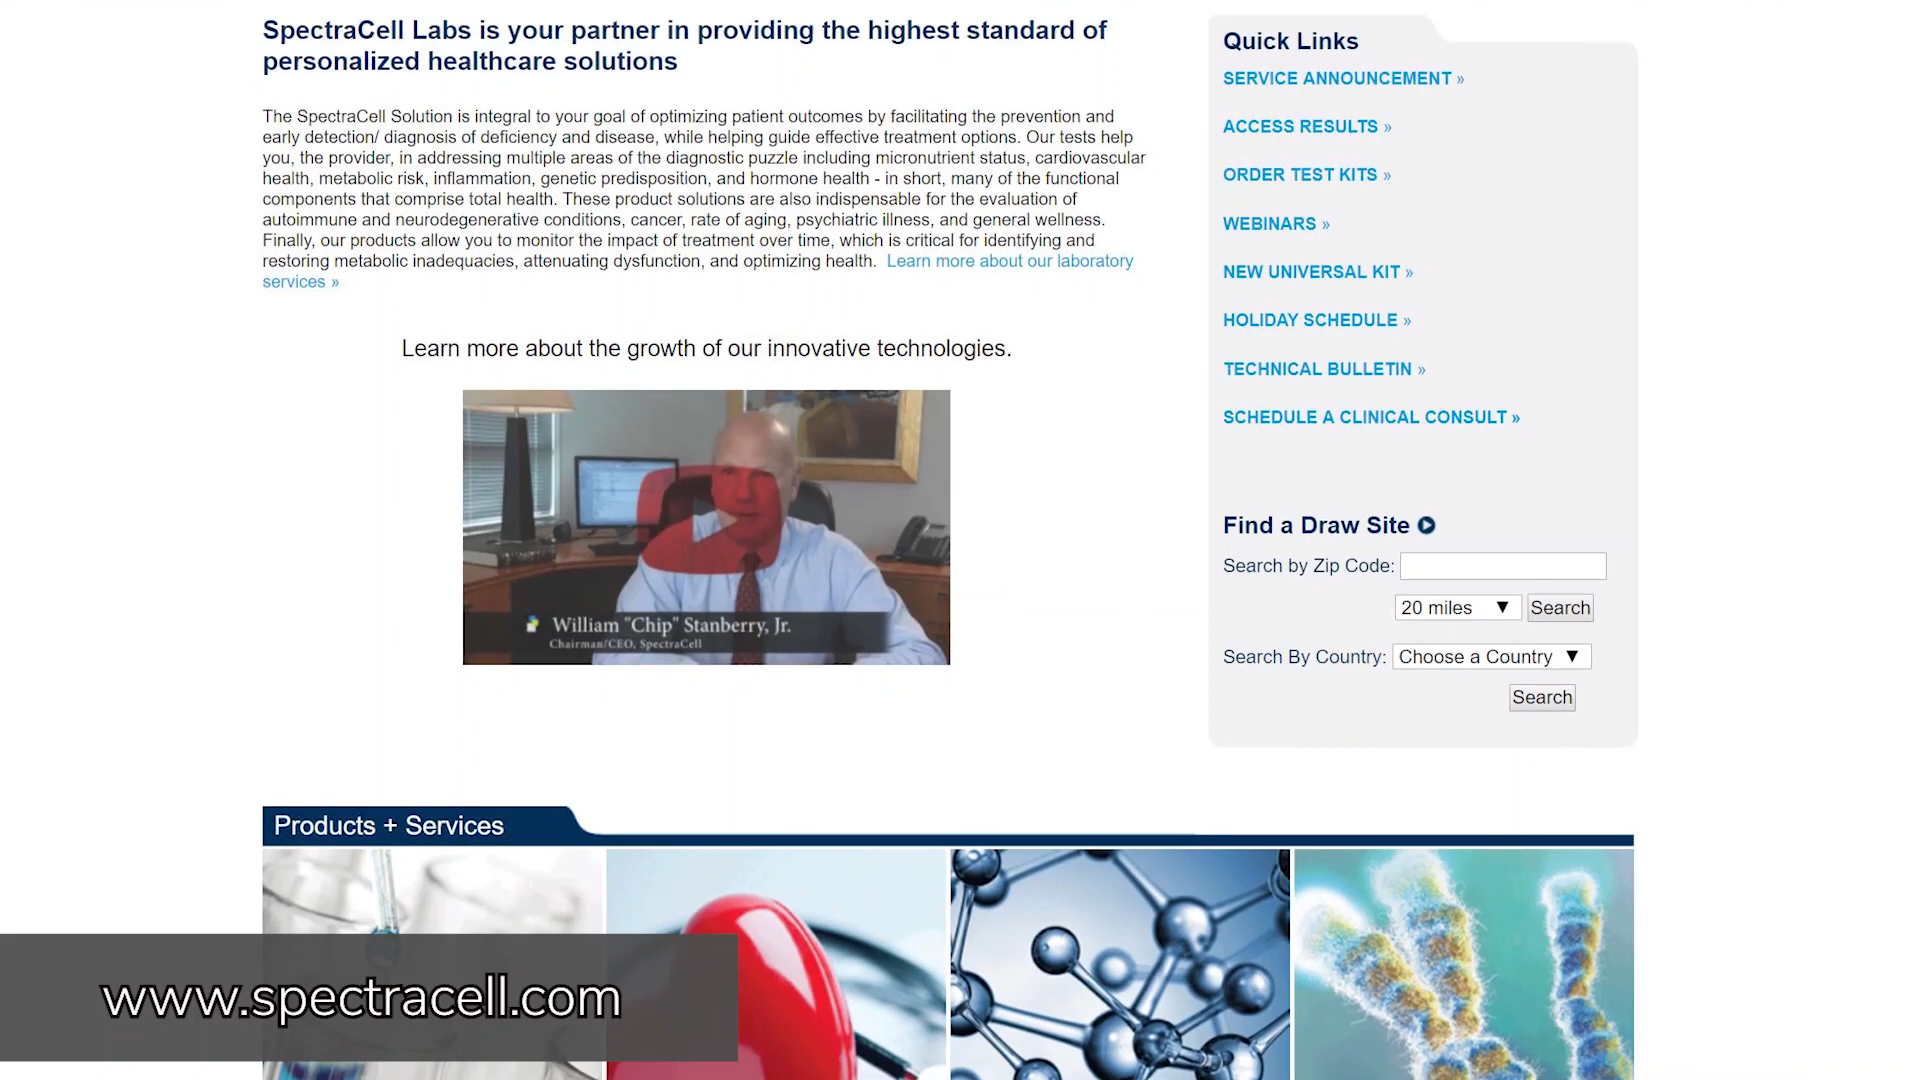 SpectraCell Labs is your partner in providing the highest standard of
personalized healthcare solutions
The SpectraCell Solution is integral to your goal of optimizing patient outcomes by facilitating the prevention and
early detection/ diagnosis of deficiency and disease, while helping guide effective treatment options. Our tests help
you, the provider, in addressing multiple areas of the diagnostic puzzle including micronutrient status, cardiovascular
health, metabolic risk, inflammation, genetic predisposition, and hormone health - in short, many of the functional
components that comprise total health. These product solutions are also indispensable for the evaluation of
autoimmune and neurodegenerative conditions, cancer, rate of aging, psychiatric illness, and general wellness.
Finally, our products allow you to monitor the impact of treatment over time, which is critical for identifying and
restoring metabolic inadequacies, attenuating dysfunction, and optimizing health. Learn more about our laboratory
services »
Learn more about the growth of our innovative technologies.
William "Chip" Stanberry, Jr.
Chairman/CEO, SpectraCell
Quick Links
SERVICE ANNOUNCEMENT »
ACCESS RESULTS »
ORDER TEST KITS »
WEBINARS »
NEW UNIVERSAL KIT »
HOLIDAY SCHEDULE »
TECHNICAL BULLETIN »
SCHEDULE A CLINICAL CONSULT »
Find a Draw Site
Search by Zip Code:
20 miles ▼ Search
Search By Country: Choose a Country ▼
Search
Products + Services
www.spectracell.com